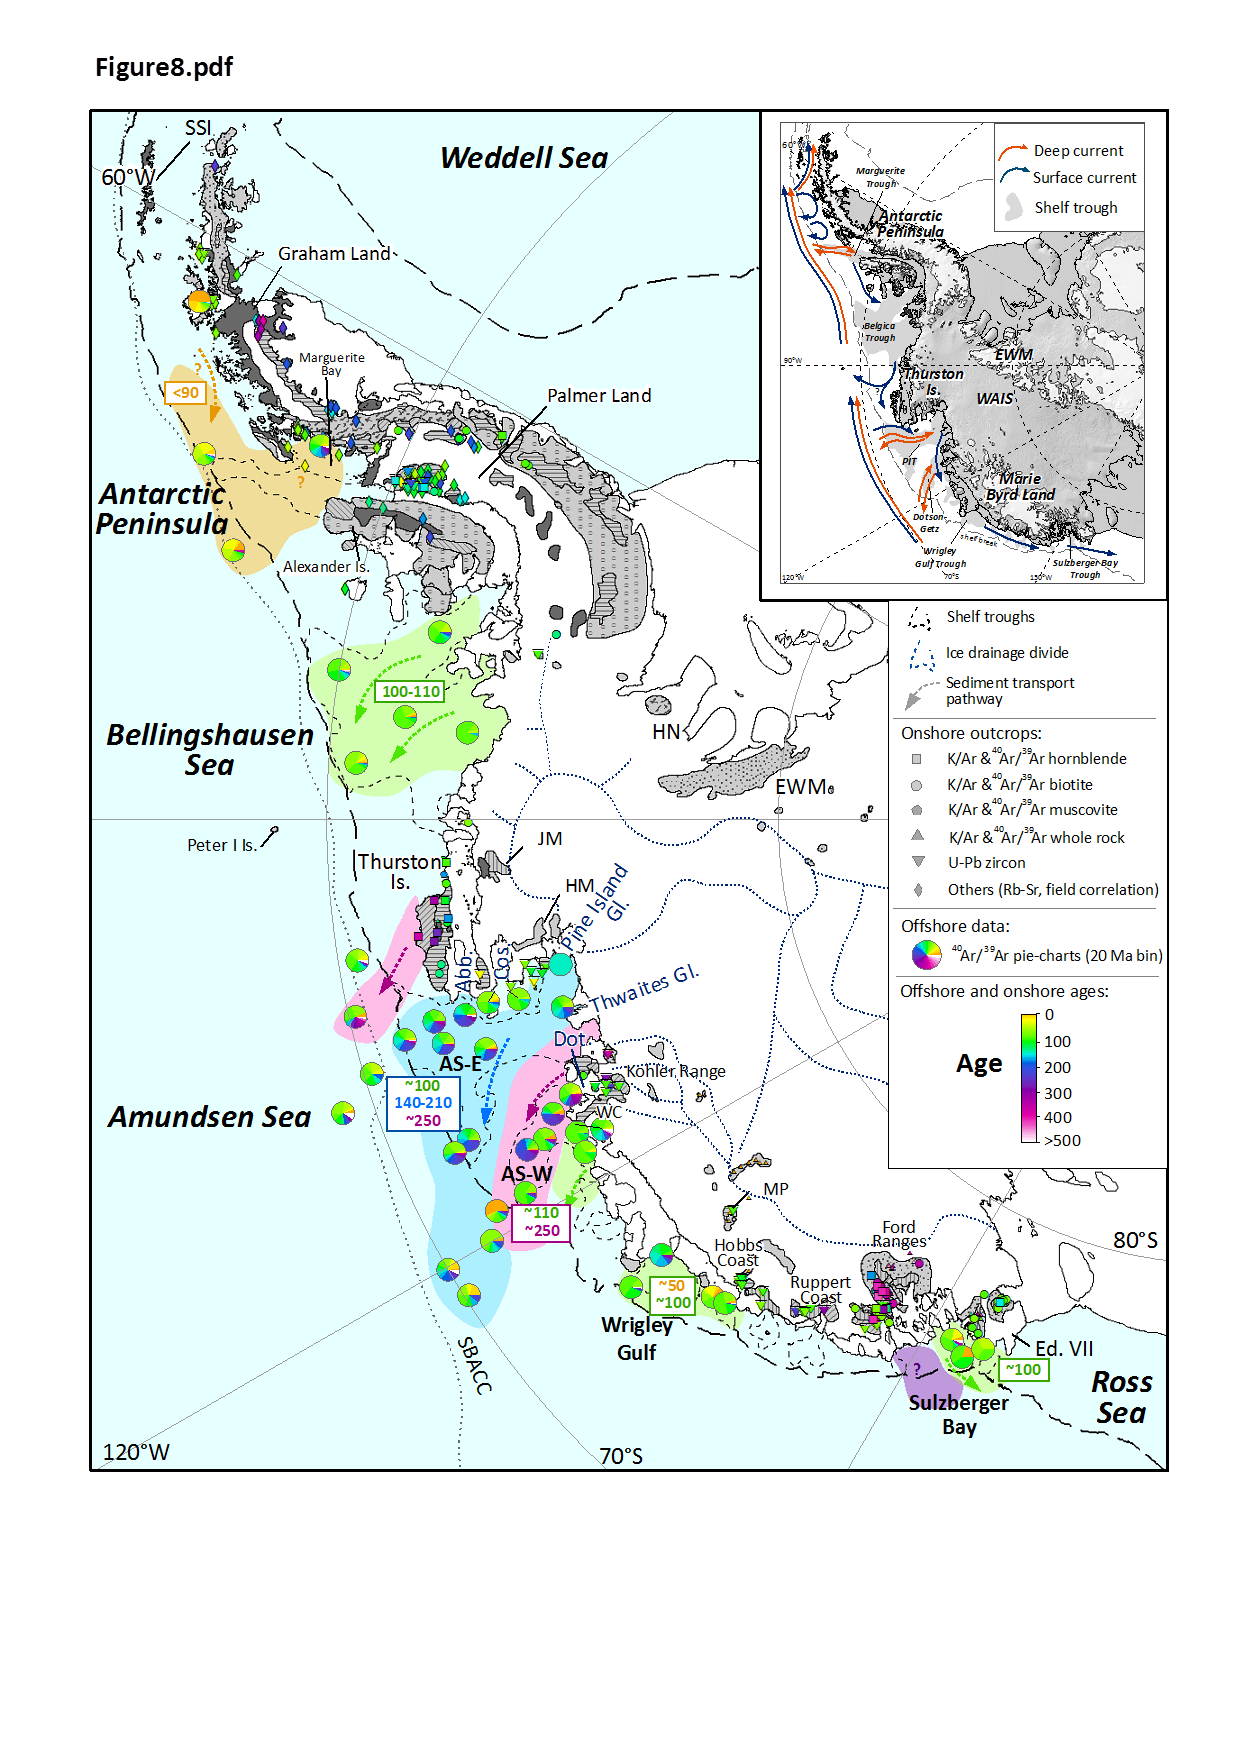 Figure8.pdf
SSI
60°W
Weddell Sea
Graham Land
Marguerite
Bay
?
<90
Palmer Land
?
Antarctic
Peninsula
Alexander Is.
100-110
Bellingshausen
Sea
HN
EWM
Peter I Is.
JM
Thurston
Is.
HM
Pine Island
Gl.
Abb.
Cos.
Thwaites Gl.
Dot.
AS-E
Kohler Range
~100
140-210
~250
WC
Amundsen Sea
AS-W
MP
~110
~250
Ford
Ranges
80°S
Hobbs
Coast
Ruppert
Coast
~50
~100
Wrigley
Gulf
SBACC
Ed. VII
?
~100
Ross
Sea
Sulzberger
Bay
120°W
70°S
60°W
Marguerite
Trough
Deep current
Surface current
Shelf trough
Antarctic
Peninsula
Belgica
Trough
EWM
90°W
Thurston
Is.
?
WAIS
PIT
Marie
Byrd Land
Dotson-
Getz
shelf break
Wrigley
Gulf Trough
Sulzberger Bay
Trough
120°W
70°S
150°W
Shelf troughs
Ice drainage divide
Sediment transport
pathway
Onshore outcrops:
K/Ar & 40Ar/39Ar hornblende
K/Ar & 40Ar/39Ar biotite
K/Ar & 40Ar/39Ar muscovite
K/Ar & 40Ar/39Ar whole rock
U-Pb zircon
Others (Rb-Sr, field correlation)
Offshore data:
40Ar/39Ar pie-charts (20 Ma bin)
Offshore and onshore ages:
Age
0
100
200
300
400
>500